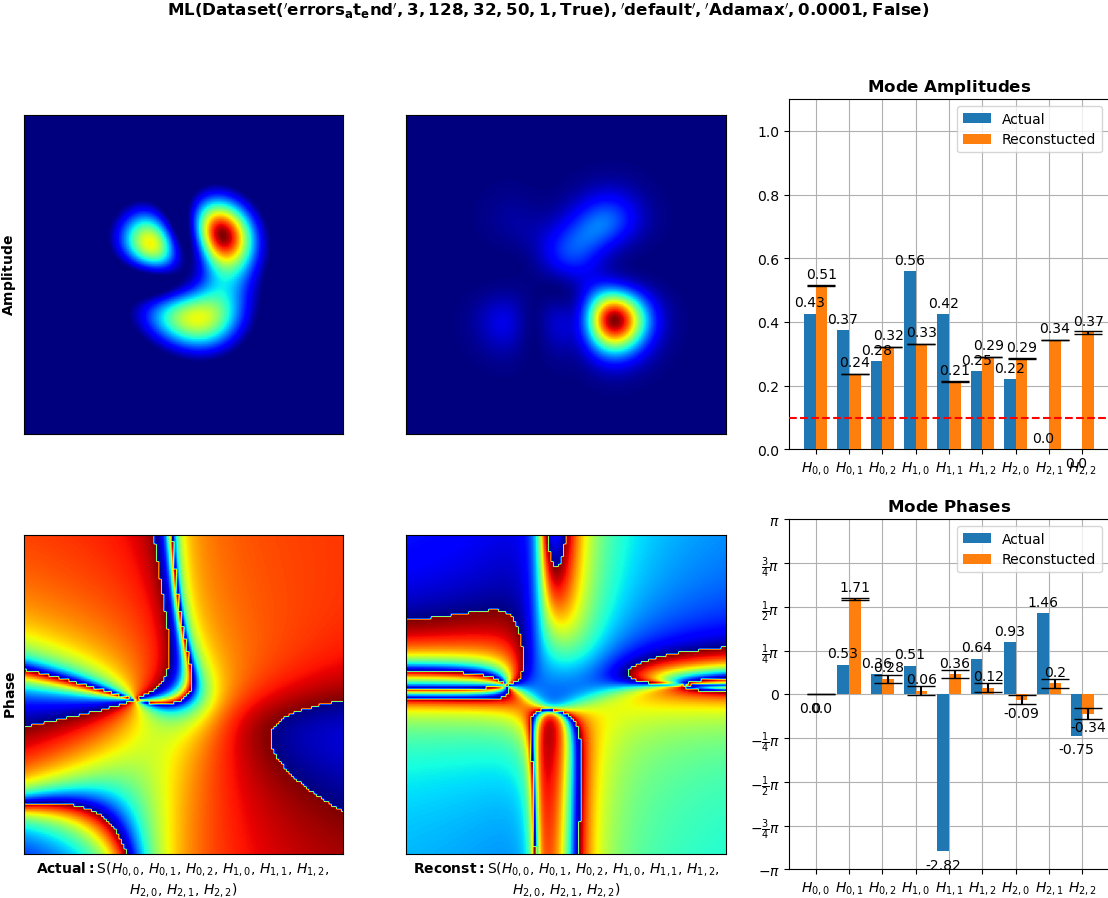 ML(Dataset('errors_at_end', 3, 128, 32, 50, 1, True), 'default', 'Adamax', 0.0001, False)
Amplitude
Mode Amplitudes
Actual
Reconstucted
1.0
0.8
0.6
0.4
0.2
0.0
0.43 0.51 0.37 0.24 0.28 0.32 0.56 0.33 0.42 0.21 0.25 0.29 0.22 0.29 0.0 0.34 0.0 0.37
H0,0 H0,1 H0,2 H1,0 H1,1 H1,2 H2,0 H2,1 H2,2
Phase
Actual: S(H0,0, H0,1, H0,2, H1,0, H1,1, H1,2,
H2,0, H2,1, H2,2)
Reconst: S(H0,0, H0,1, H0,2, H1,0, H1,1, H1,2,
H2,0, H2,1, H2,2)
Mode Phases
Actual
Reconstucted
π
3/4π
1/2π
1/4π
0
−1/4π
−1/2π
−3/4π
−π
0.0 0.0 0.53 1.71 0.36 0.28 0.51 0.06 -2.82 0.36 0.64 0.12 0.93 -0.09 1.46 0.2 -0.75 -0.34
H0,0 H0,1 H0,2 H1,0 H1,1 H1,2 H2,0 H2,1 H2,2